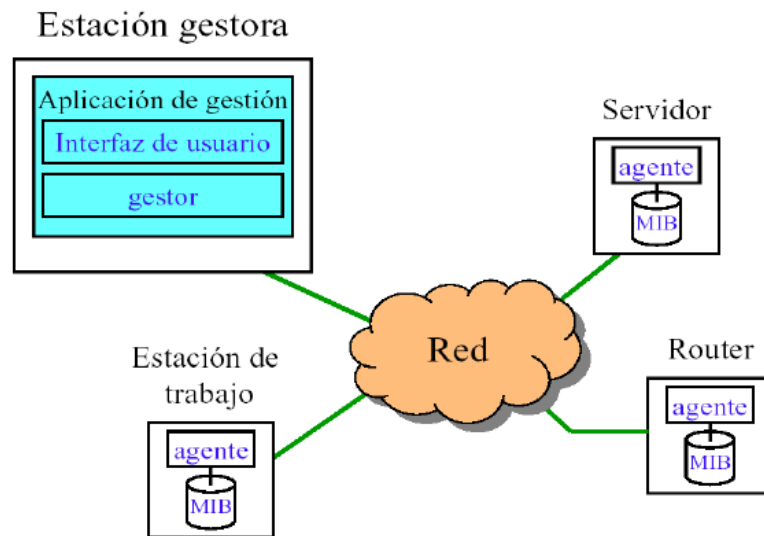 Estación gestora
Aplicación de gestión
Interfaz de usuario
gestor
Servidor
agente
MIB
Red
Estación de
trabajo
agente
MIB
Router
agente
MIB